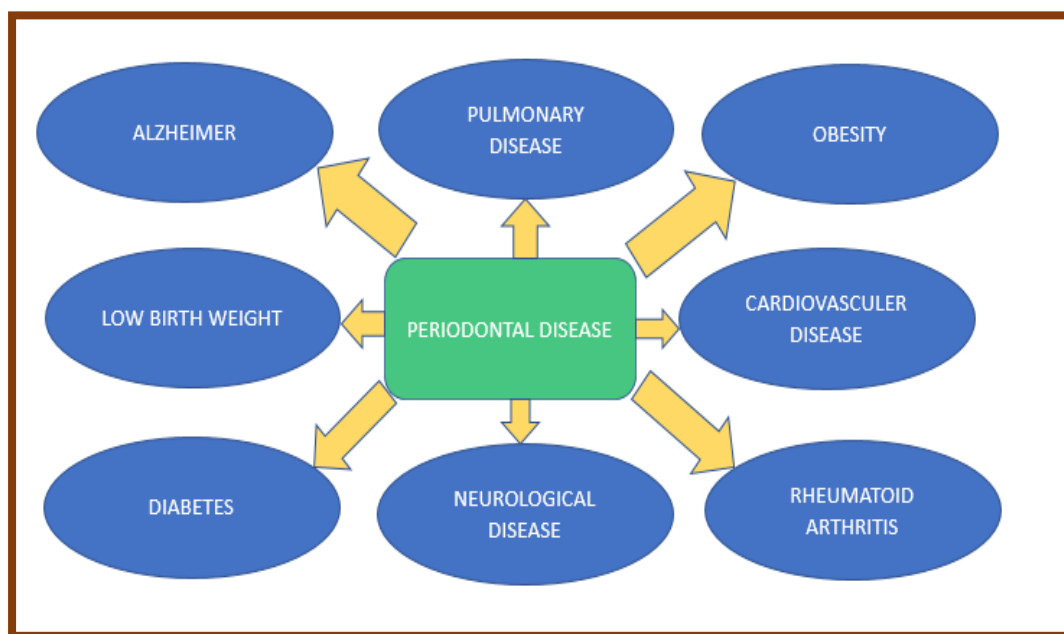 ALZHEIMER
PULMONARY
DISEASE
OBESITY
LOW BIRTH WEIGHT
PERIODONTAL DISEASE
CARDIOVASCULER
DISEASE
DIABETES
NEUROLOGICAL
DISEASE
RHEUMATOID
ARTHRITIS